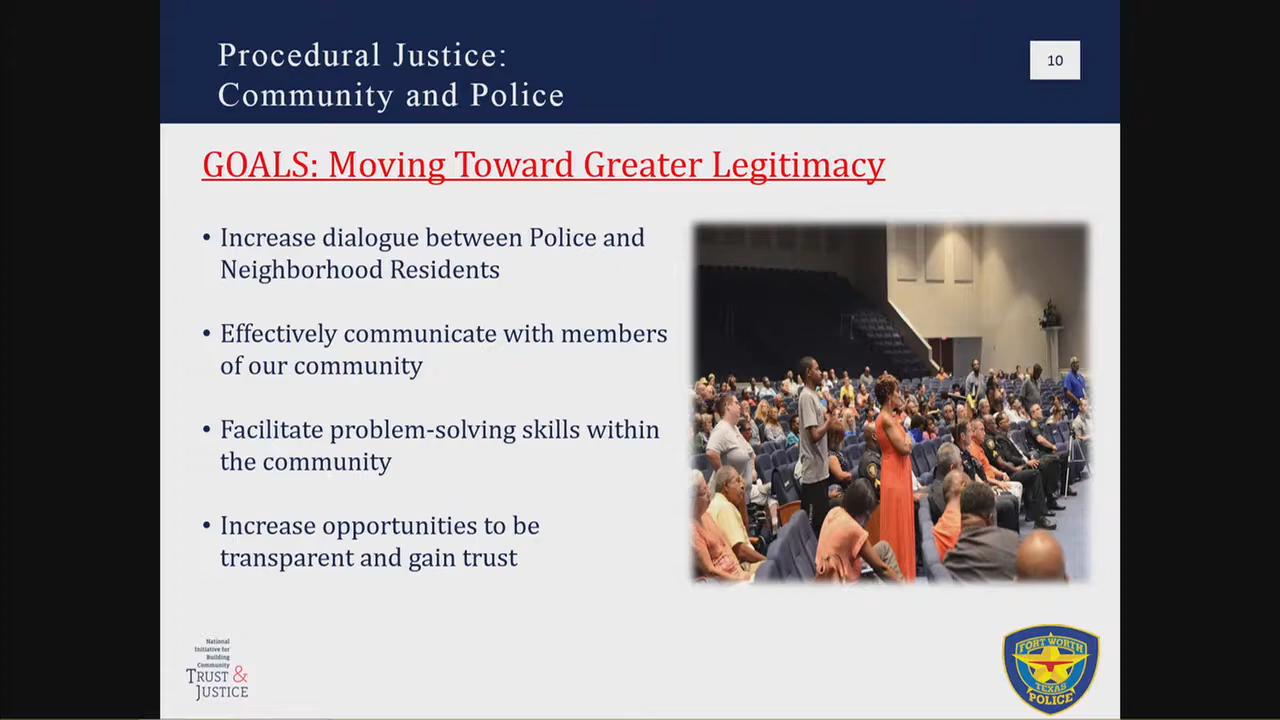 Procedural Justice:
Community and Police
10
GOALS: Moving Toward Greater Legitimacy
• Increase dialogue between Police and
Neighborhood Residents
• Effectively communicate with members
of our community
• Facilitate problem-solving skills within
the community
• Increase opportunities to be
transparent and gain trust
National
Initiative for
Building
Community
TRUST &
JUSTICE
FORT WORTH
TEXAS
POLICE